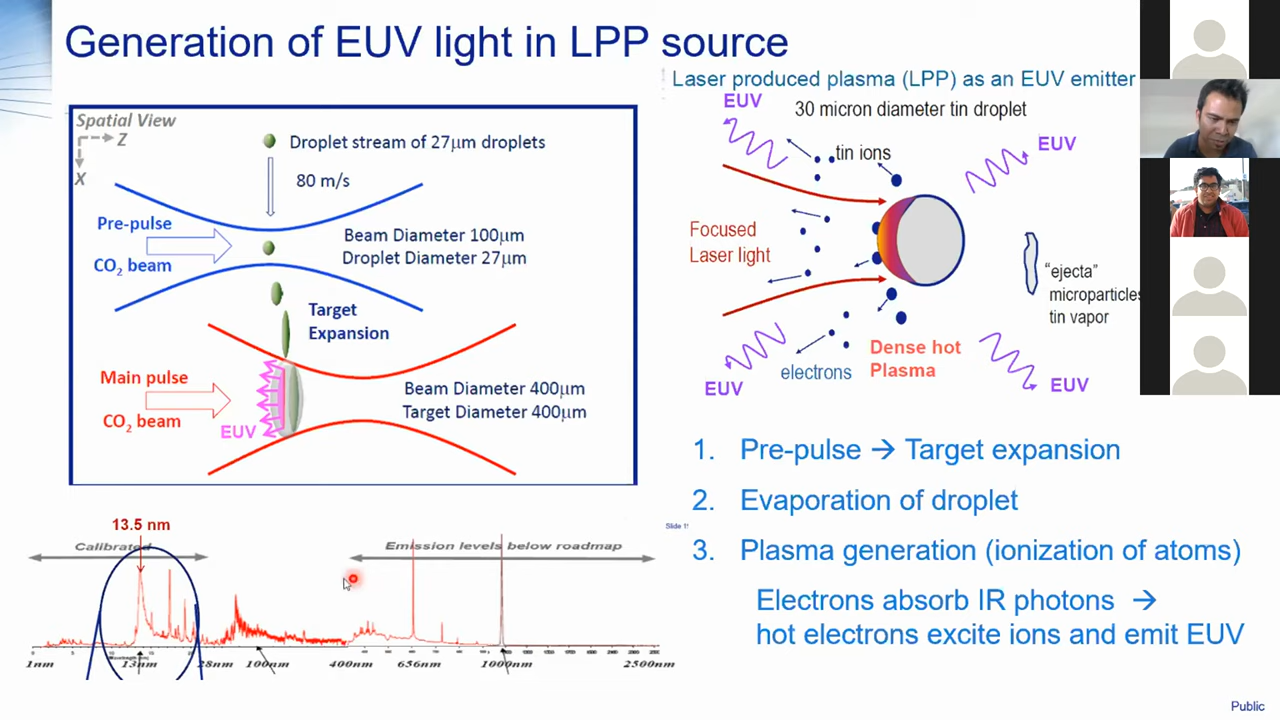 Generation of EUV light in LPP source
Spatial View
Z
X
Droplet stream of 27µm droplets
80 m/s
Pre-pulse
CO₂ beam
Beam Diameter 100µm
Droplet Diameter 27µm
Target
Expansion
Main pulse
CO₂ beam
Beam Diameter 400µm
Target Diameter 400µm
EUV
Laser produced plasma (LPP) as an EUV emitter
EUV
30 micron diameter tin droplet
tin ions
EUV
Focused
Laser light
“ejecta”
microparticles
tin vapor
Dense hot
Plasma
electrons
EUV
EUV
1. Pre-pulse → Target expansion
2. Evaporation of droplet
3. Plasma generation (ionization of atoms)
Electrons absorb IR photons →
hot electrons excite ions and emit EUV
13.5 nm
Calibrated
Emission levels below roadmap
1nm 13nm 28nm 100nm 400nm 656nm 1000nm 2500nm
Public